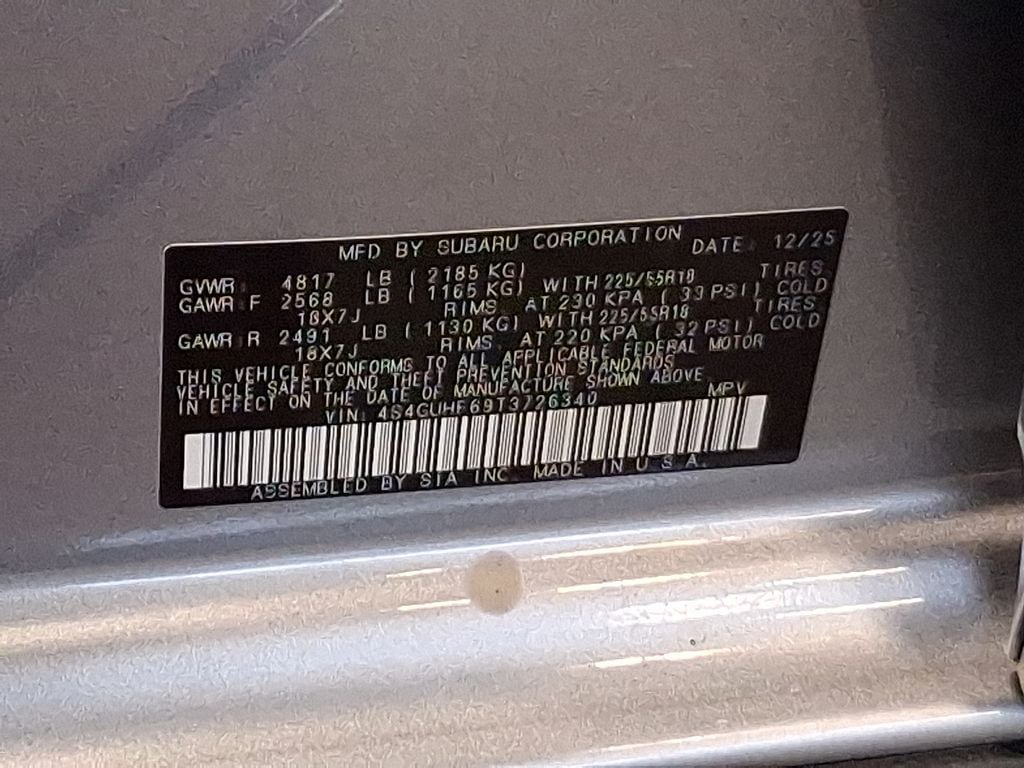 MFD BY SUBARU CORPORATION DATE: 12/25
GVWR: 4817 LB ( 2185 KG)
GAWR:F 2568 LB ( 1165 KG) WITH 225/55R18 TIRES,
18X7J RIMS, AT 230 KPA ( 33 PSI) COLD
GAWR:R 2491 LB ( 1130 KG) WITH 225/55R18 TIRES
18X7J RIMS, AT 220 KPA ( 32 PSI) COLD
THIS VEHICLE CONFORMS TO ALL APPLICABLE FEDERAL MOTOR
VEHICLE SAFETY AND THEFT PREVENTION STANDARDS
IN EFFECT ON THE DATE OF MANUFACTURE SHOWN ABOVE
VIN: 4S4GUHF69T3726340 MPV
ASSEMBLED BY SIA INC. MADE IN U.S.A.